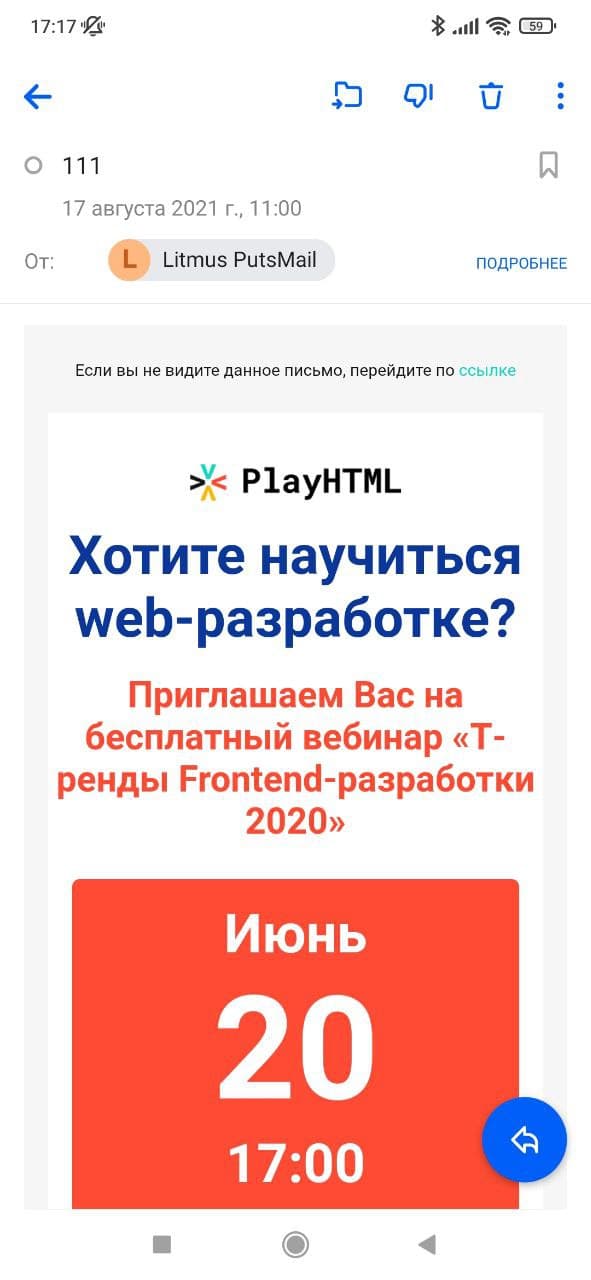 17:17
59
111
17 августа 2021 г., 11:00
От: L Litmus PutsMail ПОДРОБНЕЕ
Если вы не видите данное письмо, перейдите по ссылке
PlayHTML
Хотите научиться
web-разработке?
Приглашаем Вас на
бесплатный вебинар «Т-
ренды Frontend-разработки
2020»
Июнь
20
17:00